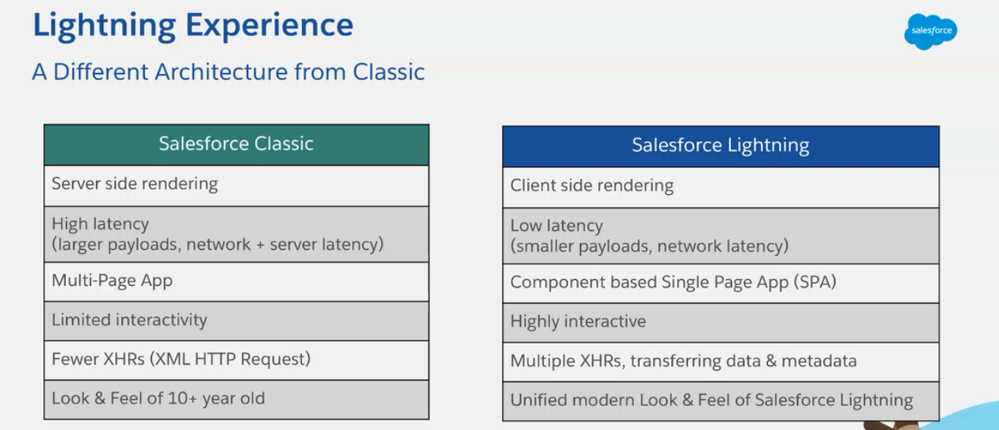 Lightning Experience
salesforce
A Different Architecture from Classic
Salesforce Classic
Server side rendering
High latency
(larger payloads, network + server latency)
Multi-Page App
Limited interactivity
Fewer XHRs (XML HTTP Request)
Look & Feel of 10+ year old
Salesforce Lightning
Client side rendering
Low latency
(smaller payloads, network latency)
Component based Single Page App (SPA)
Highly interactive
Multiple XHRs, transferring data & metadata
Unified modern Look & Feel of Salesforce Lightning